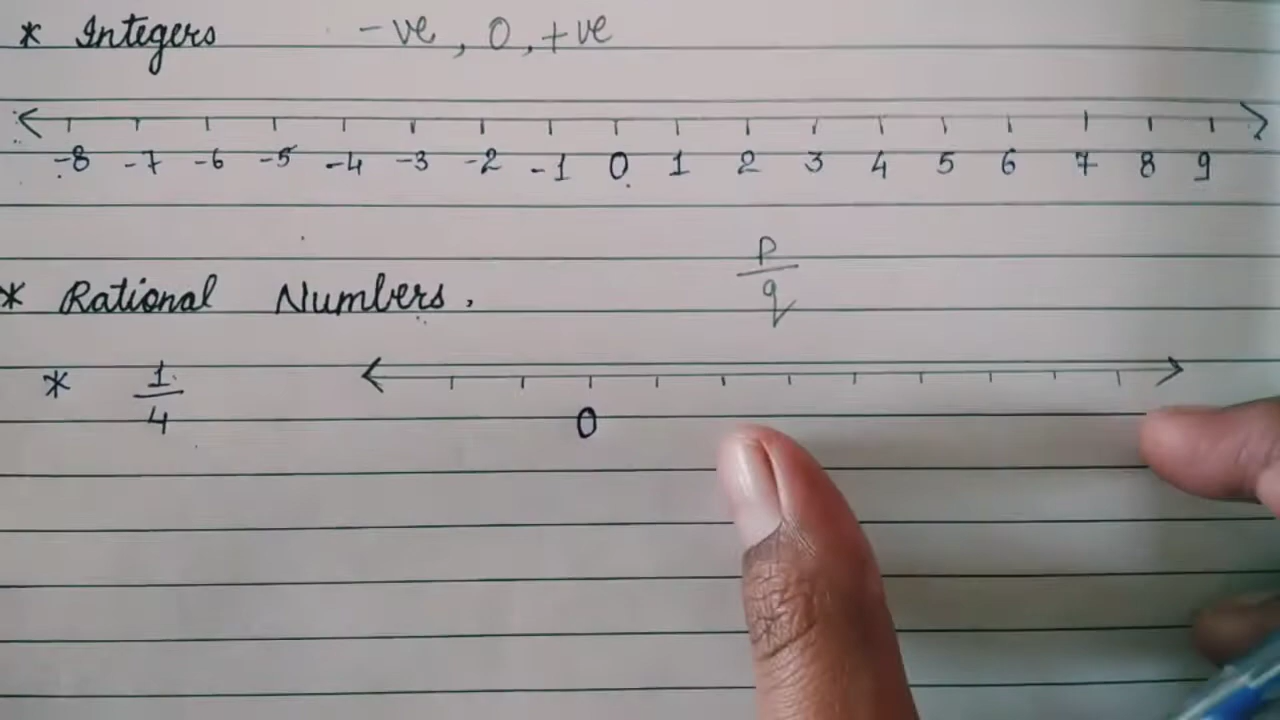 * Integers -ve, 0, +ve
-8 -7 -6 -5 -4 -3 -2 -1 0 1 2 3 4 5 6 7 8 9
* Rational Numbers. p/q
* 1/4
0